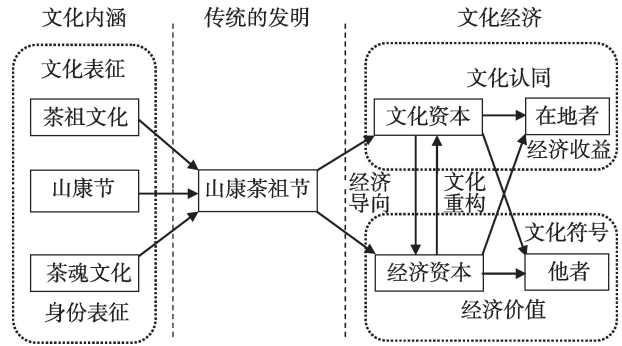 文化内涵
传统的发明
文化经济
文化表征
茶祖文化
山康节
茶魂文化
身份表征
山康茶祖节
文化认同
文化资本
在地者
经济收益
经济
导向
文化
重构
文化符号
经济资本
他者
经济价值